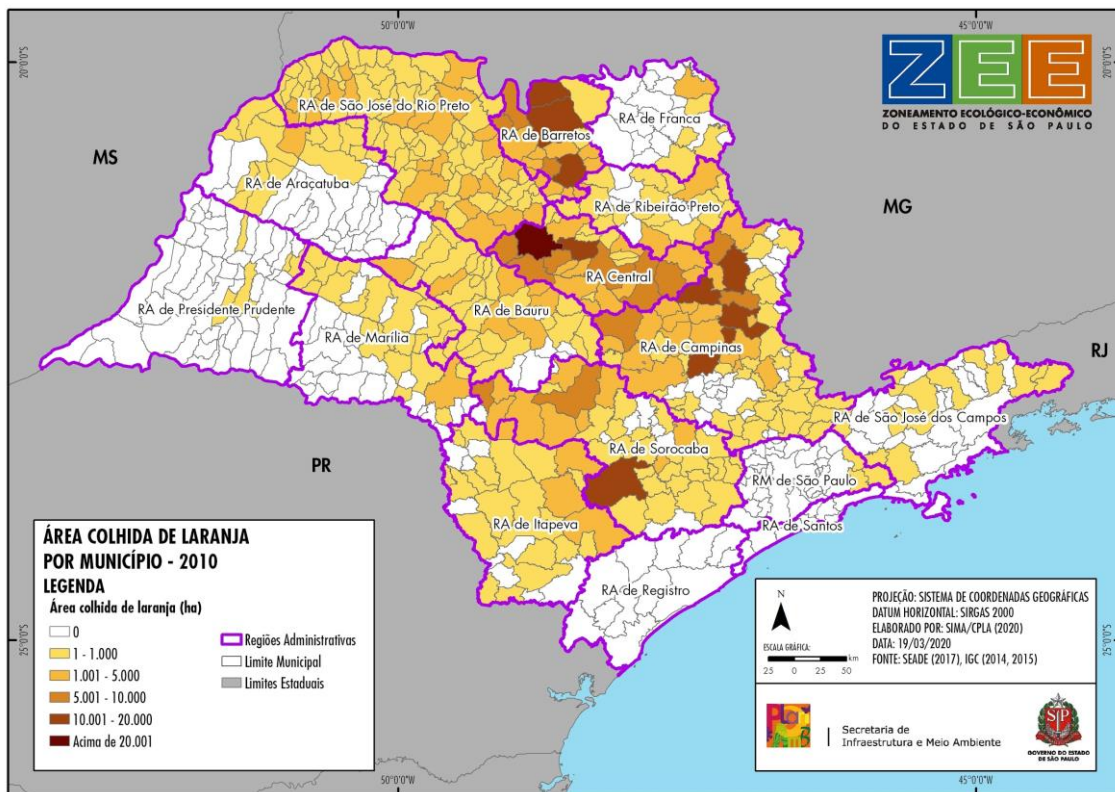 50°0'0"O
45°0'0"O
20°0'0"S
20°0'0"S
ZEE
ZONEAMENTO ECOLÓGICO-ECONÔMICO
DO ESTADO DE SÃO PAULO
RA de São José do Rio Preto
RA de Barretos
RA de Franca
MS
RA de Araçatuba
RA de Ribeirão Preto
MG
RA Central
RA de Presidente Prudente
RA de Bauru
RA de Marília
RA de Campinas
RJ
RA de São José dos Campos
RA de Sorocaba
PR
RM de São Paulo
RA de Itapeva
RA de Santos
RA de Registro
ÁREA COLHIDA DE LARANJA
POR MUNICÍPIO - 2010
LEGENDA
Área colhida de laranja (ha)
0
1 - 1.000
1.001 - 5.000
5.001 - 10.000
10.001 - 20.000
Acima de 20.001
Regiões Administrativas
Limite Municipal
Limites Estaduais
N
ESCALA GRÁFICA:
25 0 25 50 km
PROJEÇÃO: SISTEMA DE COORDENADAS GEOGRÁFICAS
DATUM HORIZONTAL: SIRGAS 2000
ELABORADO POR: SIMA/CPLA (2020)
DATA: 19/03/2020
FONTE: SEADE (2017), IGC (2014, 2015)
25°0'0"S
25°0'0"S
Secretaria de
Infraestrutura e Meio Ambiente
SP
GOVERNO DO ESTADO
DE SÃO PAULO
50°0'0"O
45°0'0"O